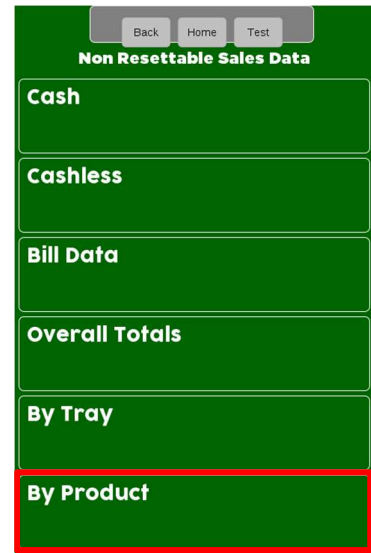 Back Home Test
Non Resettable Sales Data
Cash
Cashless
Bill Data
Overall Totals
By Tray
By Product